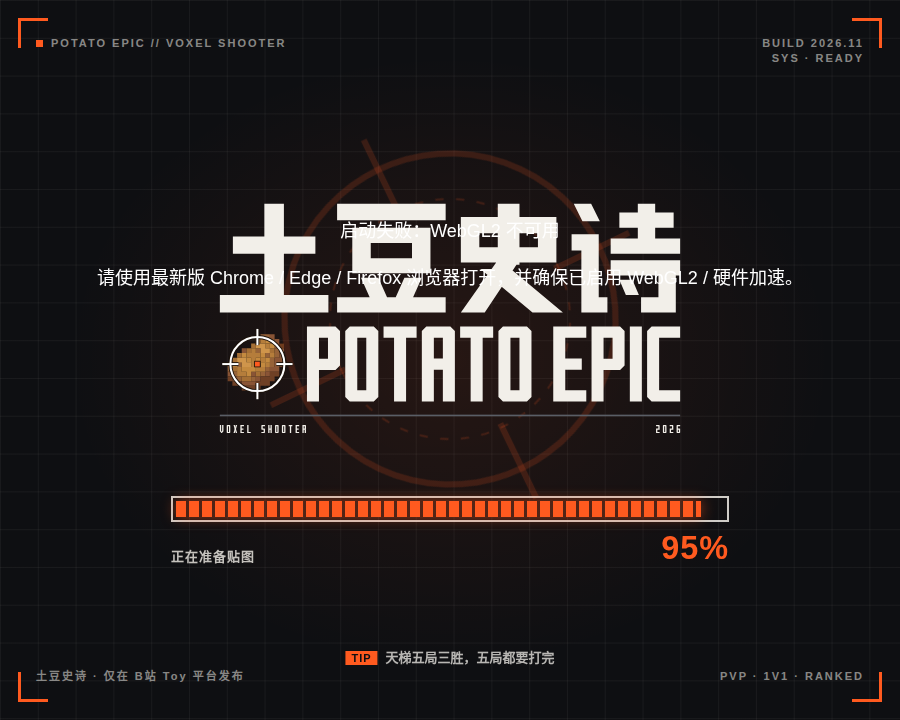 POTATO EPIC // VOXEL SHOOTER
BUILD 2026.11
SYS · READY
土豆史诗
启动失败：WebGL2 不可用
请使用最新版 Chrome / Edge / Firefox 浏览器打开，并确保已启用 WebGL2 / 硬件加速。
POTATO EPIC
VOXEL SHOOTER
2026
正在准备贴图
95%
TIP 天梯五局三胜，五局都要打完
土豆史诗 · 仅在 B站 Toy 平台发布
PVP · 1V1 · RANKED